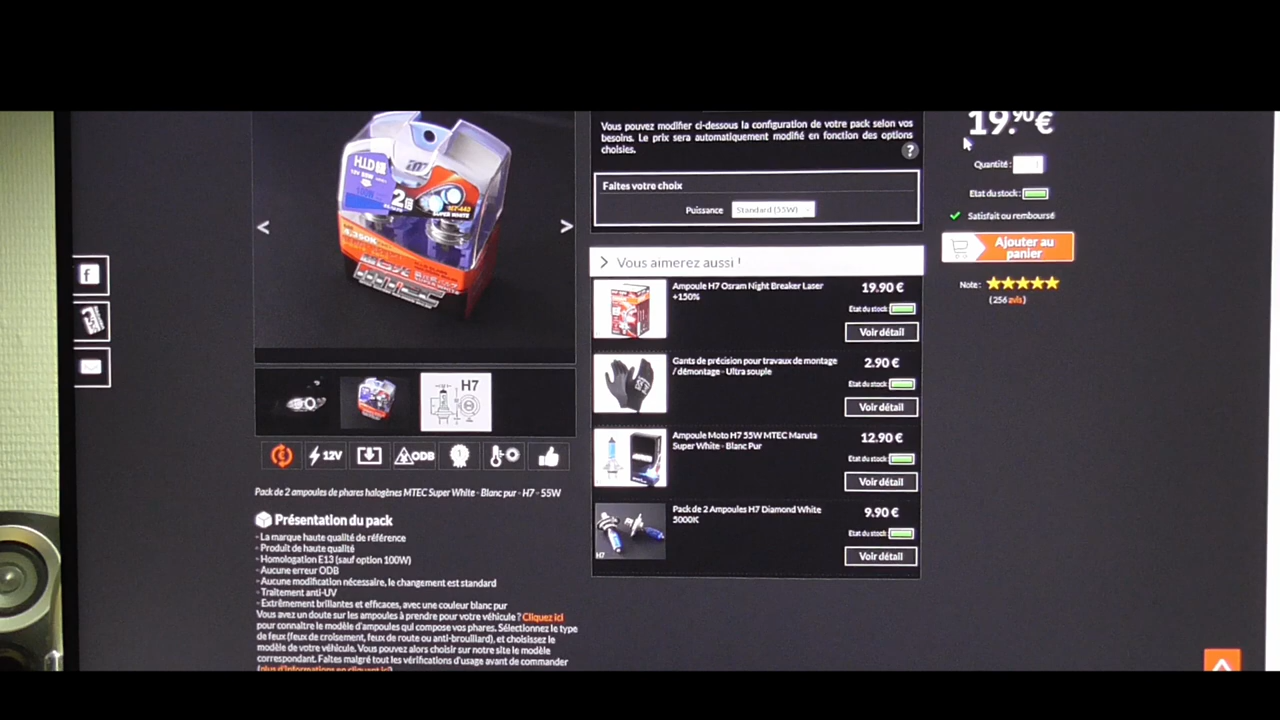 Vous pouvez modifier ci-dessous la configuration de votre pack selon vos
besoins. Le prix sera automatiquement modifié en fonction des options
choisies.
?
Faites votre choix
Puissance
Standard (55W)
19.90 €
Quantité :
Etat du stock :
Satisfait ou remboursé
Ajouter au
panier
Note :
(256 avis)
H.I.D
2
SUPER WHITE
<
>
f
Vous aimerez aussi !
Ampoule H7 Osram Night Breaker Laser
+150%
19.90 €
Etat du stock
Voir détail
Gants de précision pour travaux de montage
/ démontage - Ultra souple
2.90 €
Etat du stock
Voir détail
Ampoule Moto H7 55W MTEC Maruta
Super White - Blanc Pur
12.90 €
Etat du stock
Voir détail
Pack de 2 Ampoules H7 Diamond White
5000K
9.90 €
Etat du stock
Voir détail
H7
H7
12V
ODB
Pack de 2 ampoules de phares halogènes MTEC Super White - Blanc pur - H7 - 55W
Présentation du pack
- La marque haute qualité de référence
- Produit de haute qualité
- Homologation E13 (sauf option 100W)
- Aucune erreur ODB
- Aucune modification nécessaire, le changement est standard
- Traitement anti-UV
- Extrêmement brillantes et efficaces, avec une couleur blanc pur
Vous avez un doute sur les ampoules à prendre pour votre véhicule ? Cliquez ici
pour connaitre le modèle d'ampoules qui compose vos phares. Sélectionnez le type
de feux (feux de croisement, feux de route ou anti-brouillard), et choisissez le
modèle de votre véhicule. Vous pouvez alors choisir sur notre site le modèle
correspondant. Faites malgré tout les vérifications d'usage avant de commander
(plus d'informations en cliquant ici)